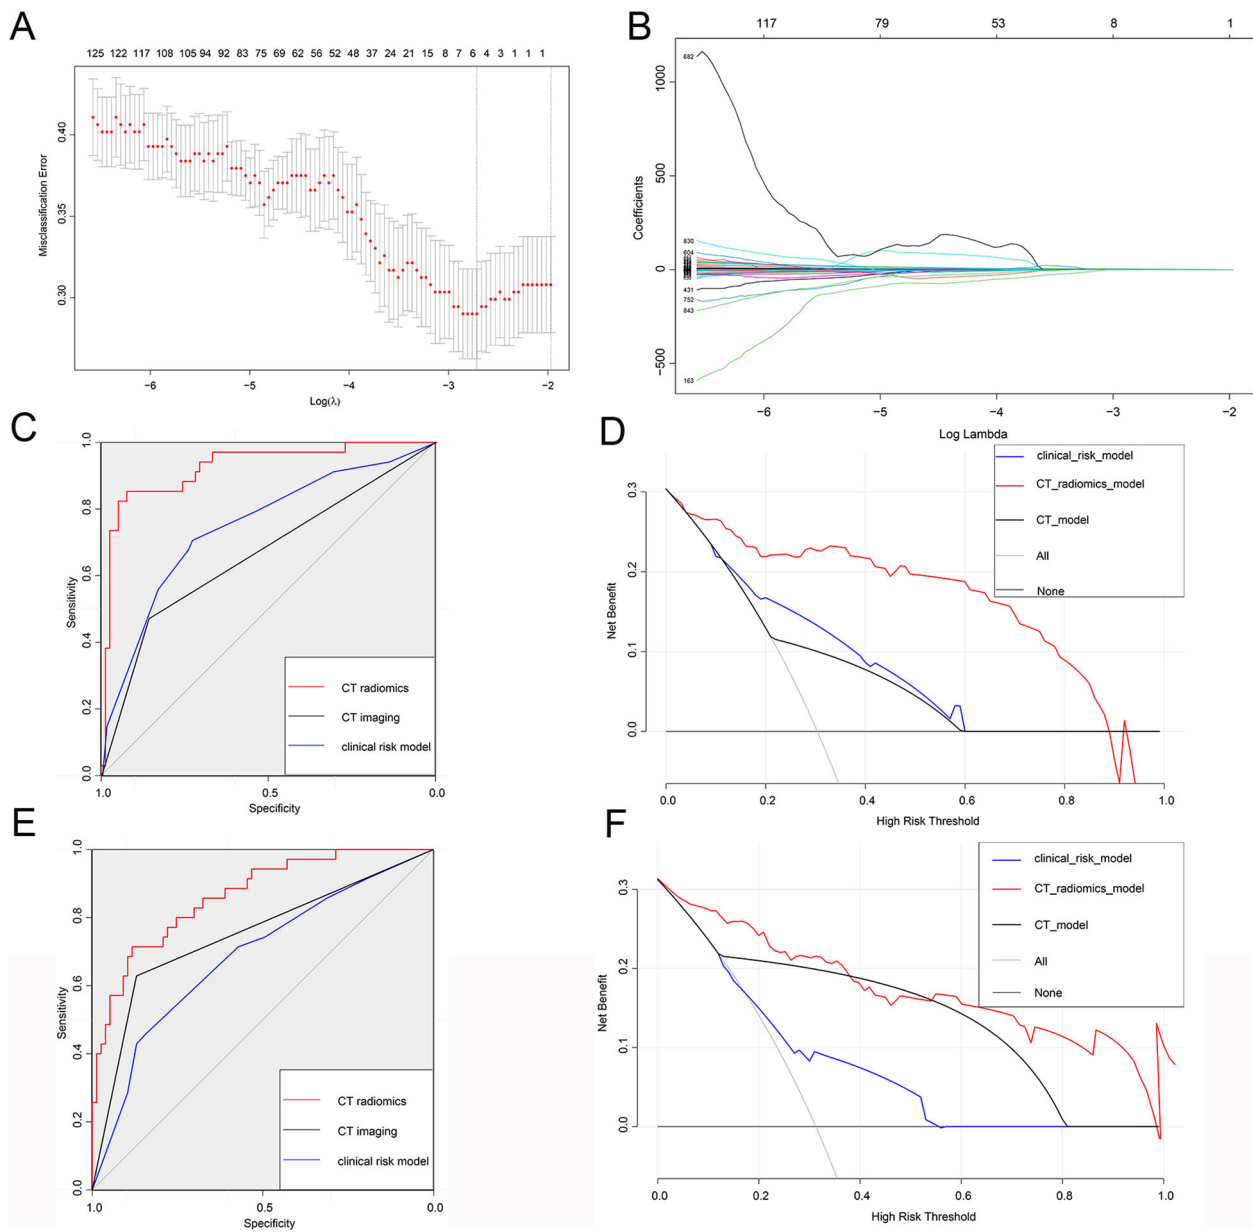 A
125 122 117 108 105 94 92 83 75 69 62 56 52 48 37 24 21 15 8 7 6 4 3 1 1 1
Misclassification Error
0.40
0.35
0.30
−6 −5 −4 −3 −2
Log(λ)
B
117 79 53 8 1
Coefficients
1000
500
0
−500
682
830
604
431
752
843
163
−6 −5 −4 −3 −2
Log Lambda
C
Sensitivity
1.0
0.8
0.6
0.4
0.2
0.0
CT radiomics
CT imaging
clinical risk model
1.0 0.5 0.0
Specificity
D
clinical_risk_model
CT_radiomics_model
CT_model
All
None
Net Benefit
0.3
0.2
0.1
0.0
0.0 0.2 0.4 0.6 0.8 1.0
High Risk Threshold
E
Sensitivity
1.0
0.8
0.6
0.4
0.2
0.0
CT radiomics
CT imaging
clinical risk model
1.0 0.5 0.0
Specificity
F
clinical_risk_model
CT_radiomics_model
CT_model
All
None
Net Benefit
0.3
0.2
0.1
0.0
0.0 0.2 0.4 0.6 0.8 1.0
High Risk Threshold